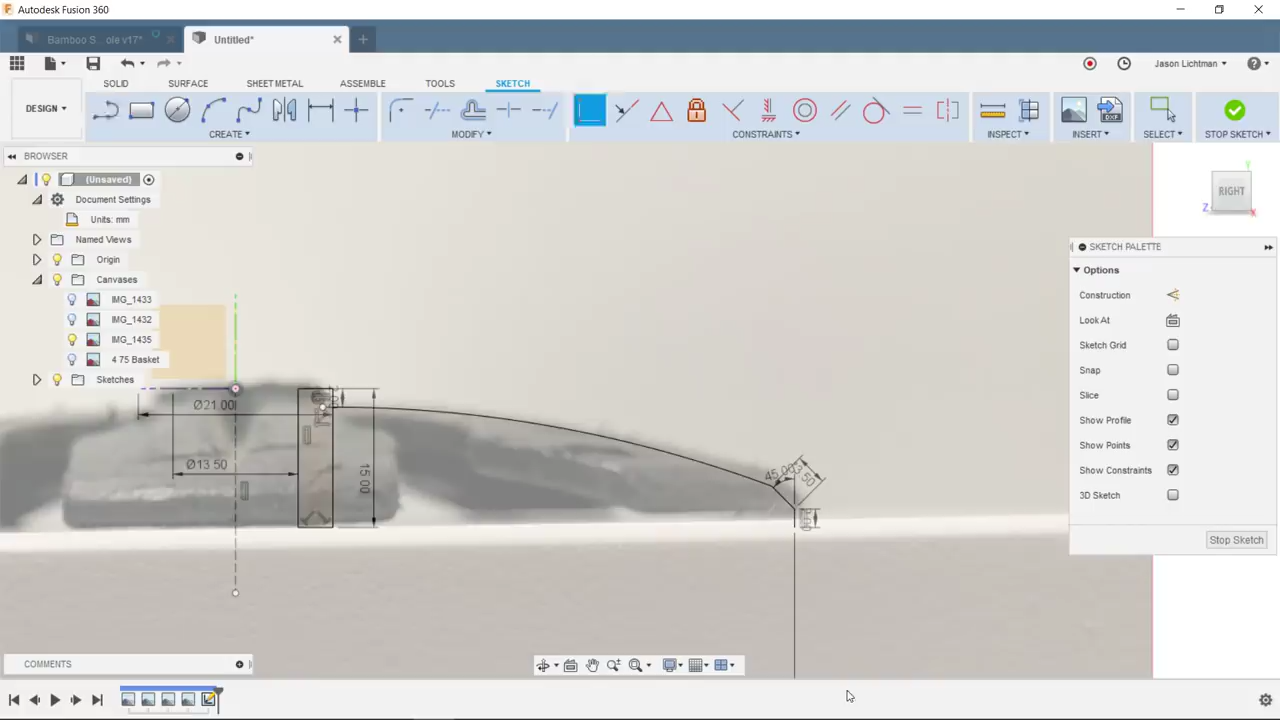 Autodesk Fusion 360
Bamboo S... ole v17*
Untitled*
Jason Lichtman
SOLID SURFACE SHEET METAL ASSEMBLE TOOLS SKETCH
DESIGN
CREATE MODIFY CONSTRAINTS INSPECT INSERT SELECT STOP SKETCH
DXF
BROWSER
(Unsaved)
Document Settings
Units: mm
Named Views
Origin
Canvases
IMG_1433
IMG_1432
IMG_1435
4 75 Basket
Sketches
RIGHT
Y
Z
X
SKETCH PALETTE
Options
Construction
Look At
Sketch Grid
Snap
Slice
Show Profile
Show Points
Show Constraints
3D Sketch
Stop Sketch
Ø21.00
Ø13.50
15.00
45.00
COMMENTS